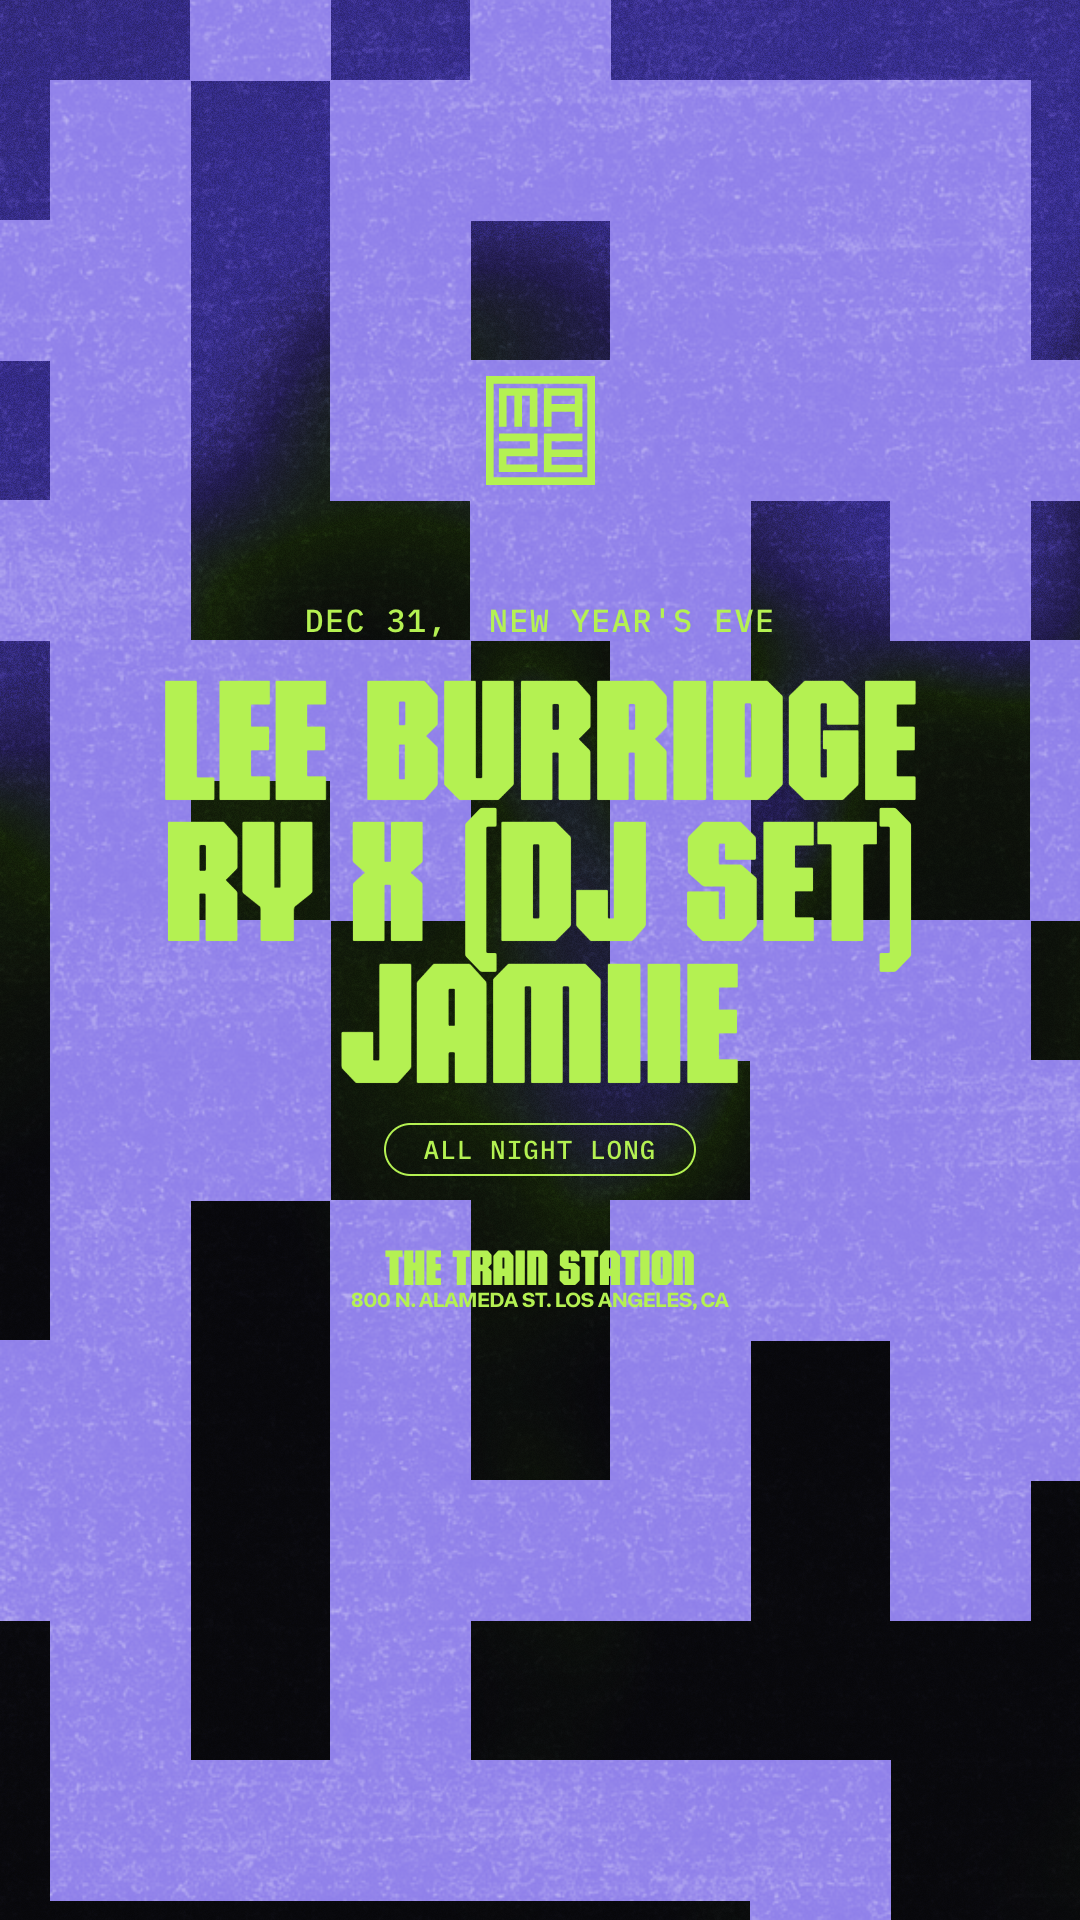 MA
ZE
DEC 31, NEW YEAR'S EVE
LEE BURRIDGE
RY X (DJ SET)
JAMIIE
ALL NIGHT LONG
THE TRAIN STATION
800 N. ALAMEDA ST. LOS ANGELES, CA